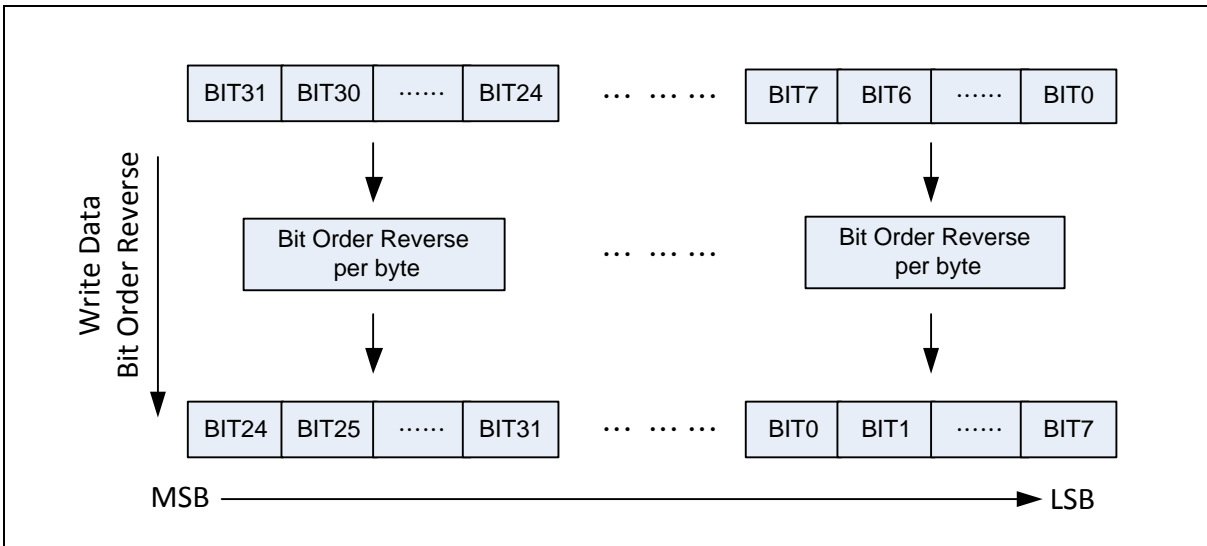 BIT31 BIT30 ...... BIT24 ... ... ... BIT7 BIT6 ...... BIT0
Write Data
Bit Order Reverse
Bit Order Reverse
per byte
... ... ...
Bit Order Reverse
per byte
BIT24 BIT25 ...... BIT31 ... ... ... BIT0 BIT1 ...... BIT7
MSB LSB